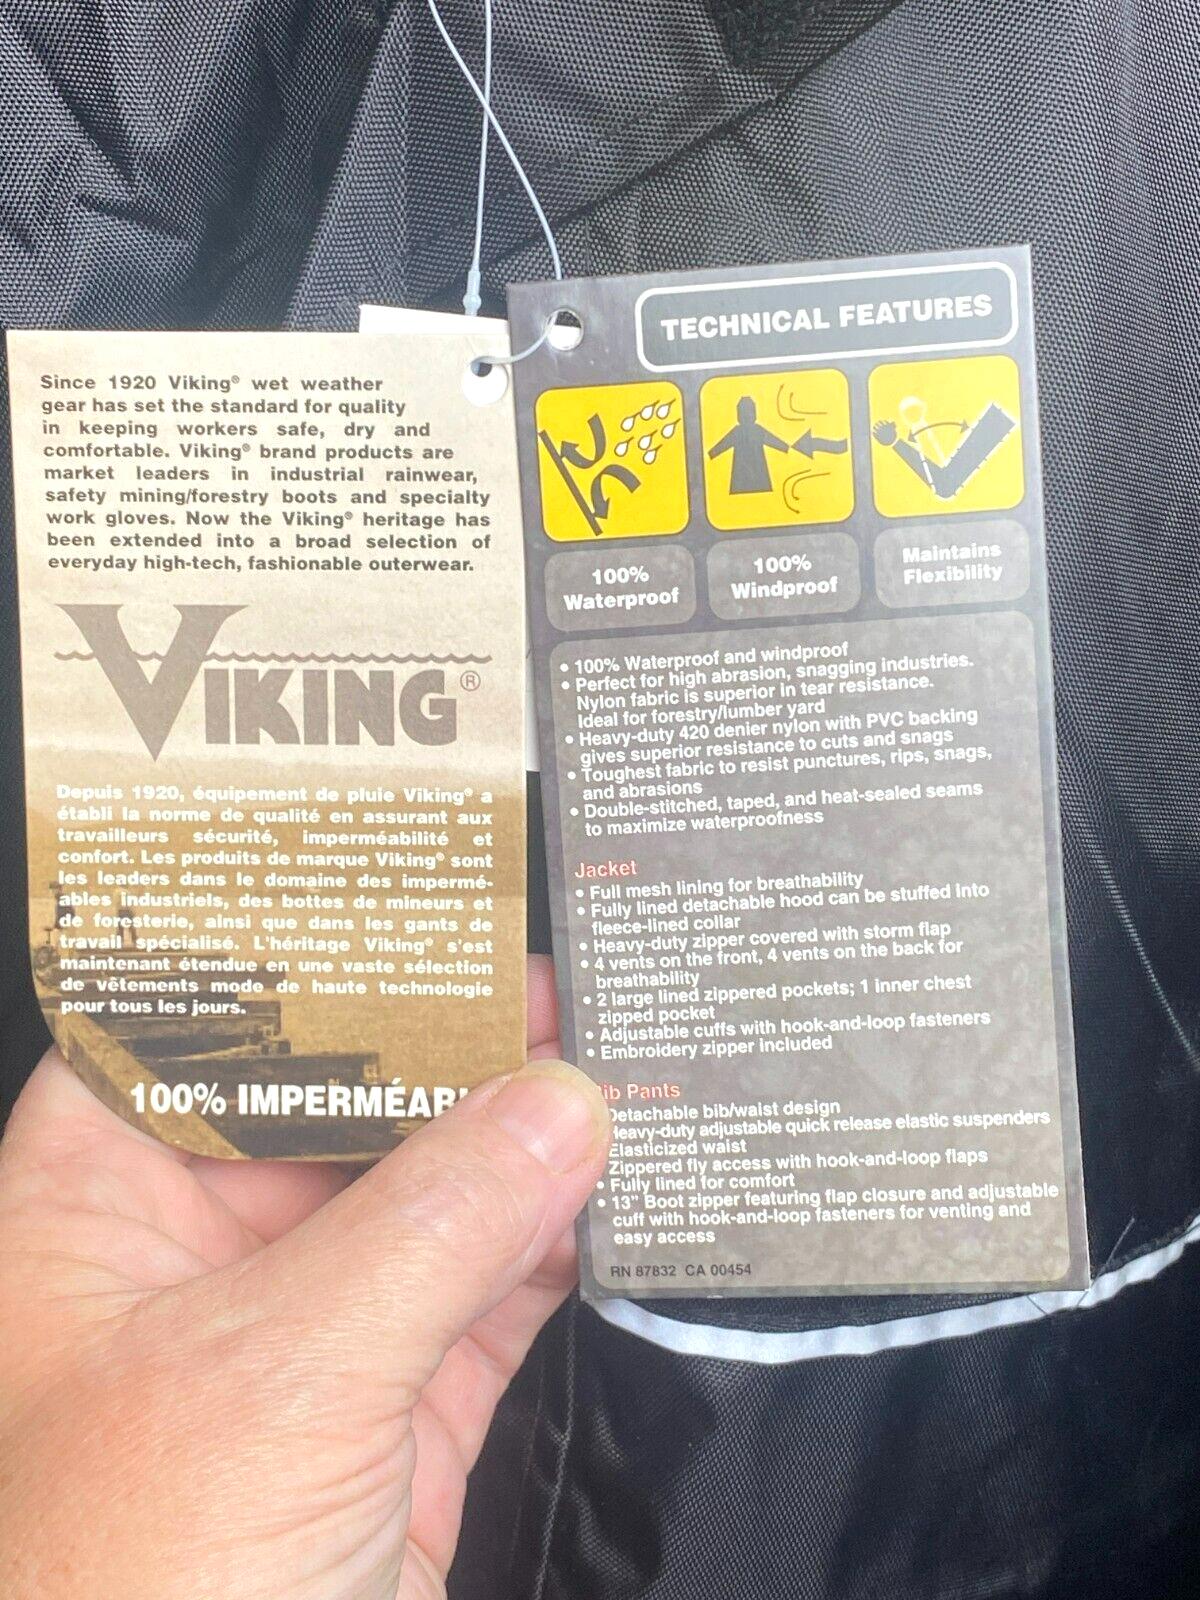 Since 1920 Viking® wet weather
gear has set the standard for quality
in keeping workers safe, dry and
comfortable. Viking® brand products are
market leaders in industrial rainwear,
safety mining/forestry boots and specialty
work gloves. Now the Viking® heritage has
been extended into a broad selection of
everyday high-tech, fashionable outerwear.
VIKING®
Depuis 1920, équipement de pluie Viking® a
établi la norme de qualité en assurant aux
travailleurs sécurité, imperméabilité et
confort. Les produits de marque Viking® sont
les leaders dans le domaine des impermé-
ables industriels, des bottes de mineurs et
de foresterie, ainsi que dans les gants de
travail spécialisé. L'héritage Viking® s'est
maintenant étendue en une vaste sélection
de vêtements mode de haute technologie
pour tous les jours.
100%
TECHNICAL FEATURES
100%
Waterproof
100%
Windproof
Maintains
Flexibility
• 100% Waterproof and windproof
• Perfect for high abrasion, snagging industries.
Nylon fabric is superior in tear resistance.
Ideal for forestry/lumber yard
• Heavy-duty 420 denier nylon with PVC backing
gives superior resistance to cuts and snags
• Toughest fabric to resist punctures, rips, snags,
and abrasions
• Double-stitched, taped, and heat-sealed seams
to maximize waterproofness
Jacket
• Full mesh lining for breathability
• Fully lined detachable hood can be stuffed into
fleece-lined collar
• Heavy-duty zipper covered with storm flap
• 4 vents on the front, 4 vents on the back for
breathability
• 2 large lined zippered pockets; 1 inner chest
zipped pocket
• Adjustable cuffs with hook-and-loop fasteners
• Embroidery zipper included
Bib Pants
Detachable bib/waist design
Heavy-duty adjustable quick release elastic suspenders
Elasticized waist
Zippered fly access with hook-and-loop flaps
• Fully lined for comfort
• 13" Boot zipper featuring flap closure and adjustable
cuff with hook-and-loop fasteners for venting and
easy access
RN 87832 CA 00454